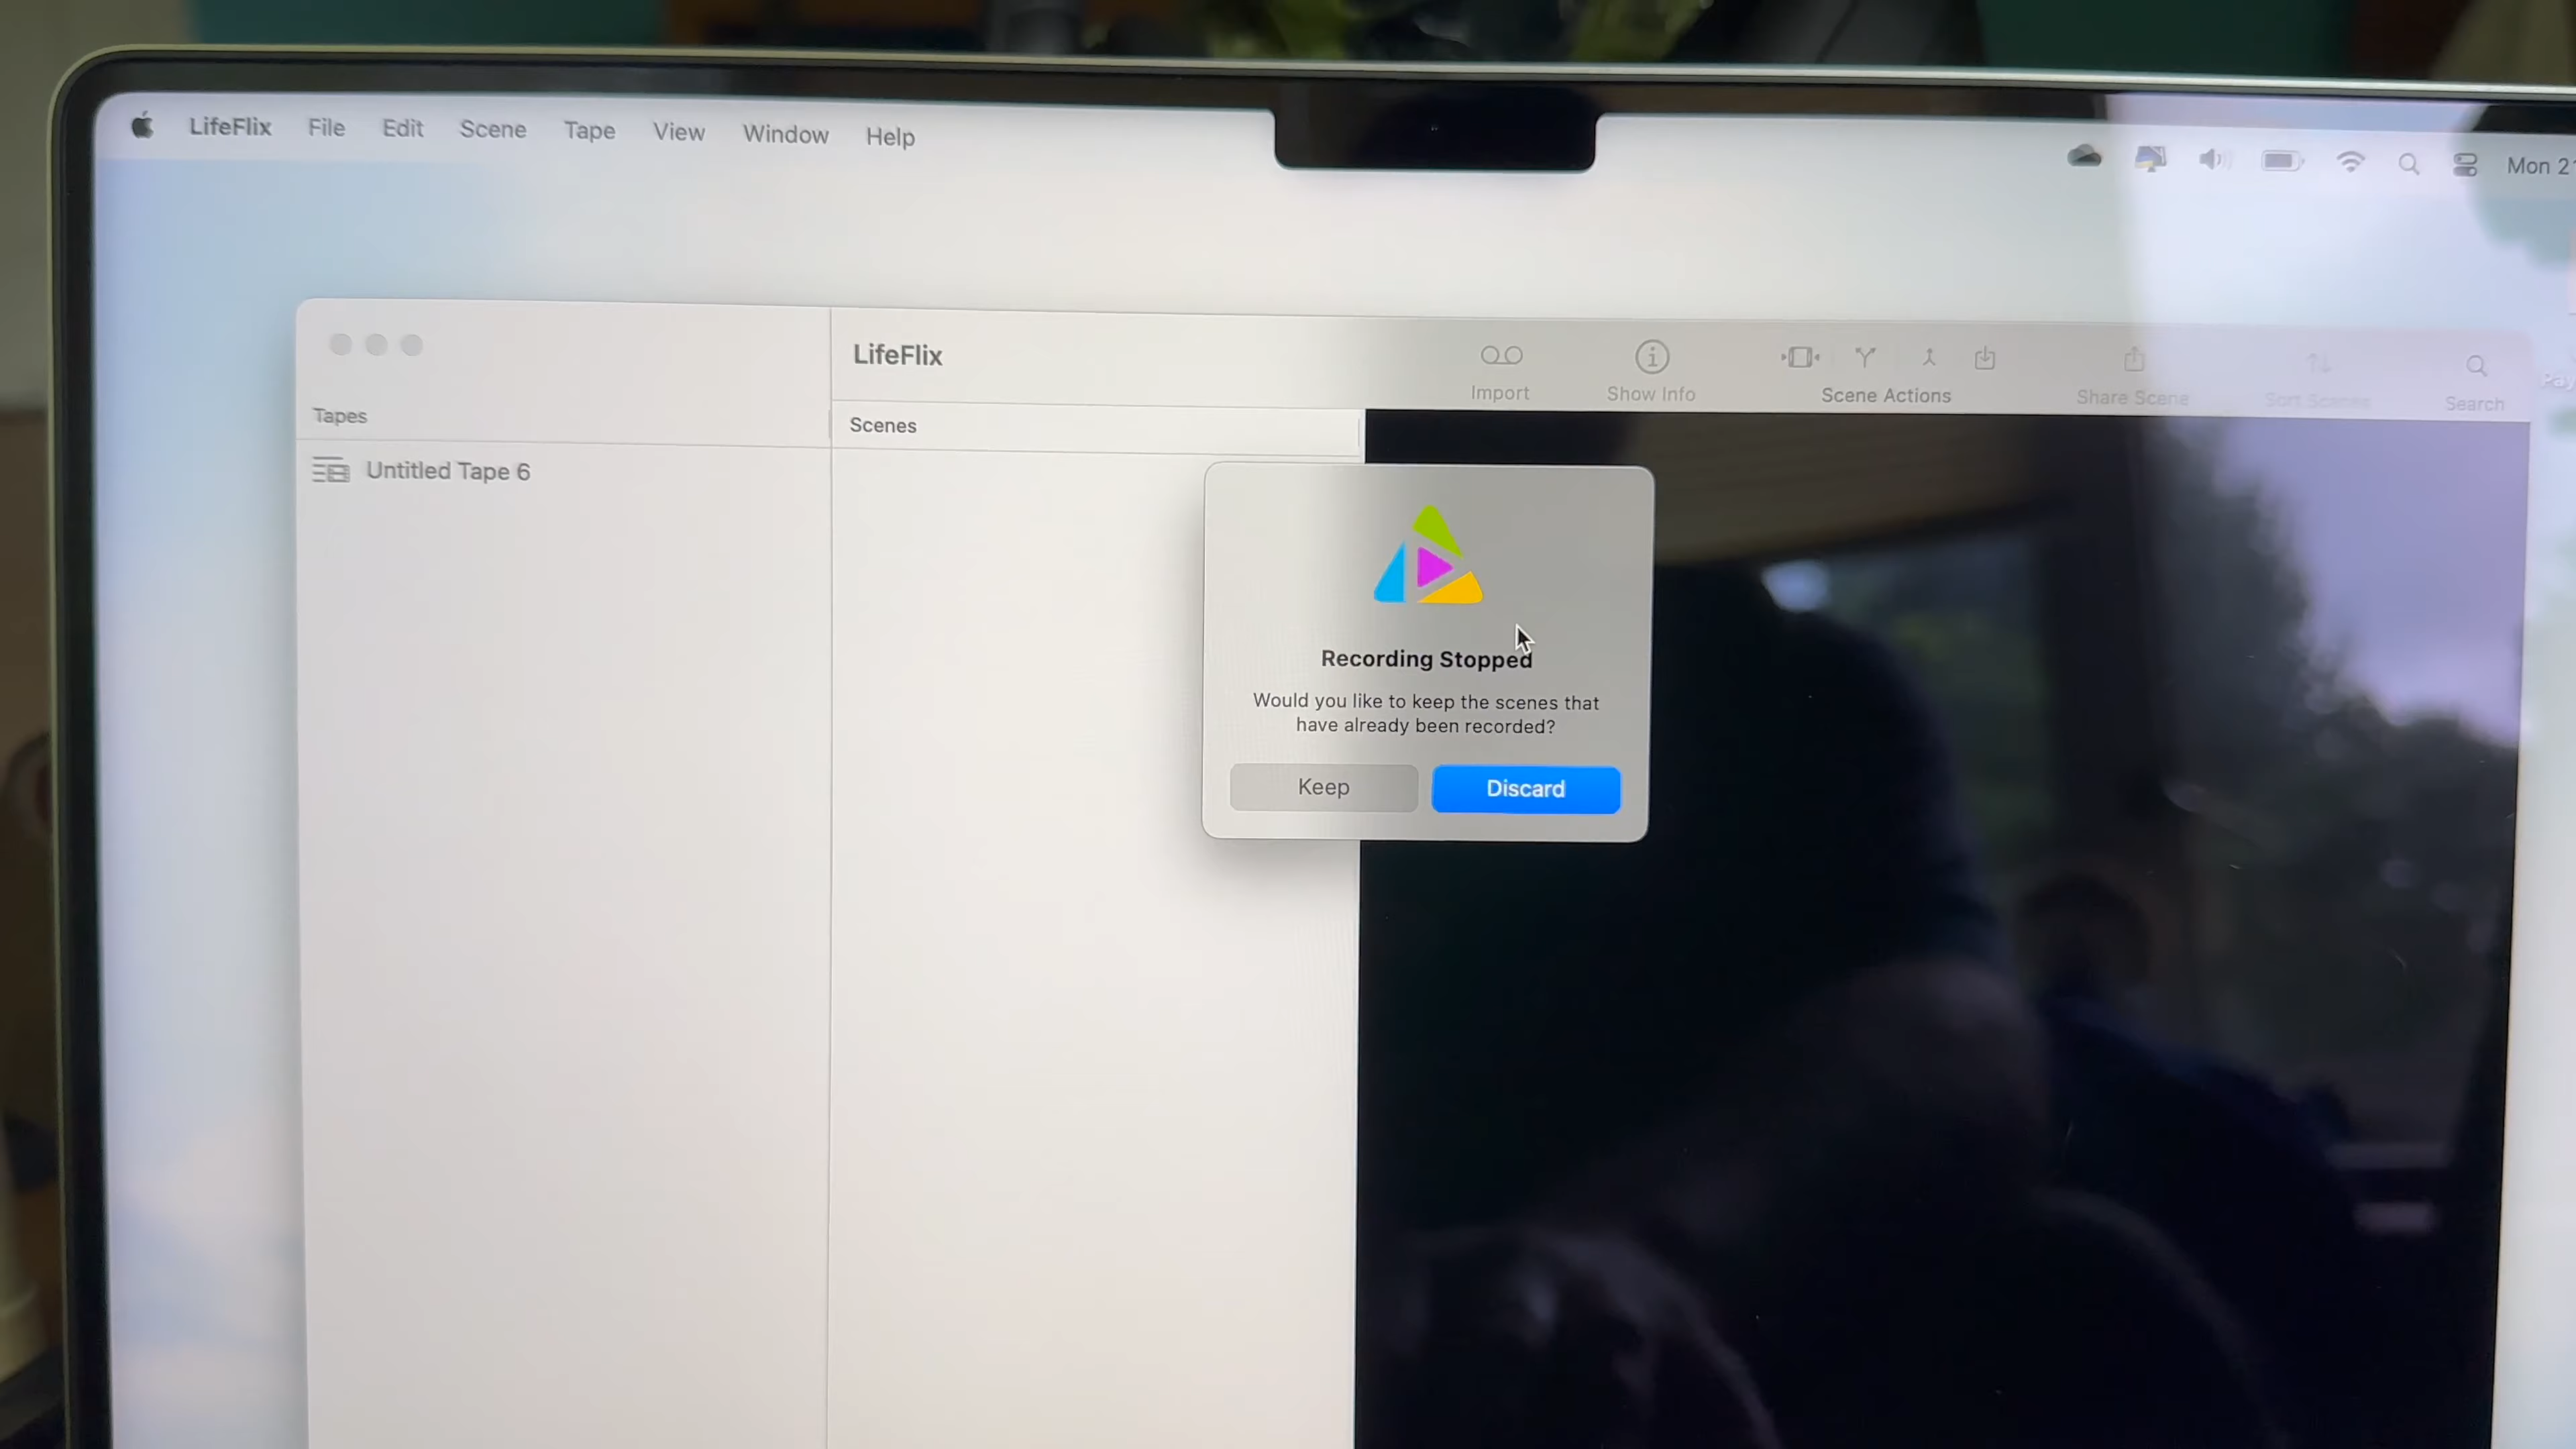 LifeFlix File Edit Scene Tape View Window Help
Mon 2
LifeFlix
Import
Show Info
Scene Actions
Share Scene
Sort Scenes
Search
Tapes
Scenes
Untitled Tape 6
Recording Stopped
Would you like to keep the scenes that
have already been recorded?
Keep
Discard